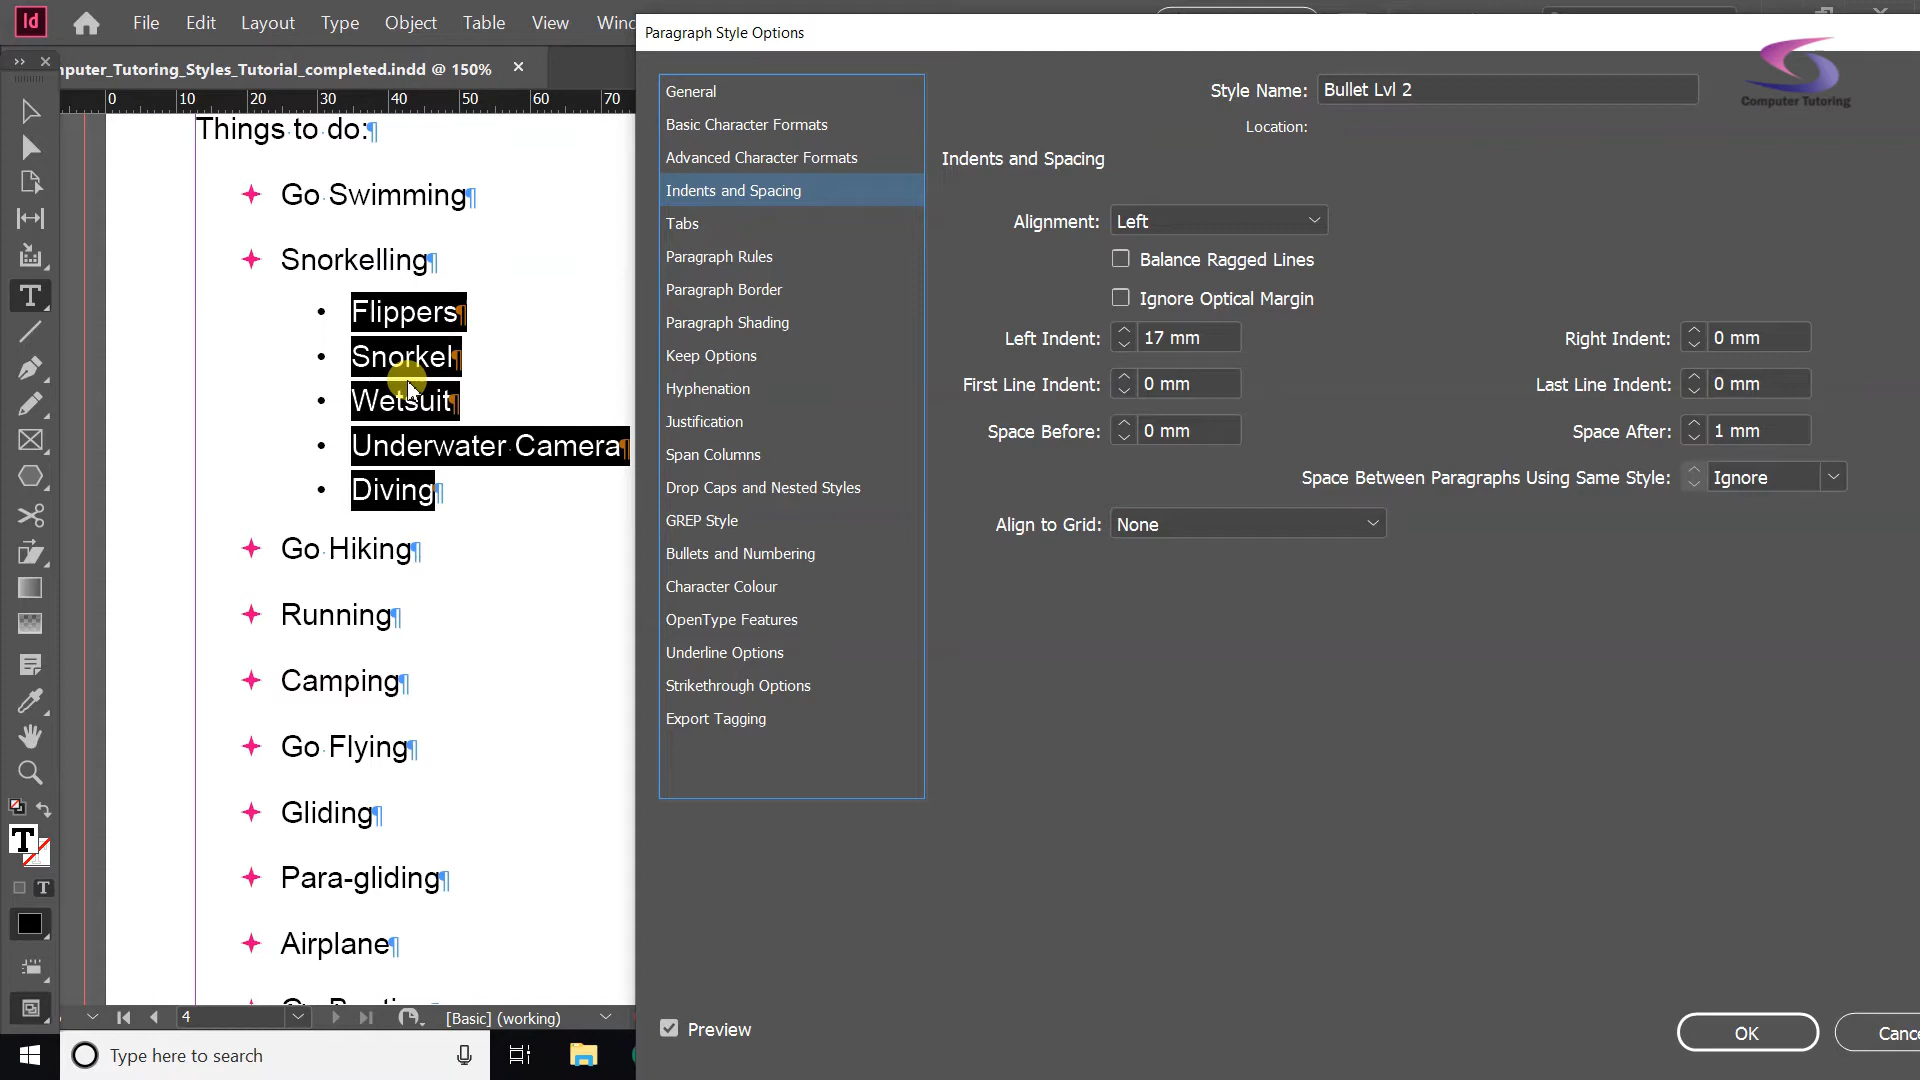 Id File Edit Layout Type Object Table View Winc
Paragraph Style Options
Computer Tutoring
puter_Tutoring_Styles_Tutorial_completed.indd @ 150%
0 10 20 30 40 50 60 70
Things to do:¶
Go Swimming¶
Snorkelling¶
• Flippers¶
• Snorkel¶
• Wetsuit¶
• Underwater Camera¶
• Diving¶
Go Hiking¶
Running¶
Camping¶
Go Flying¶
Gliding¶
Para-gliding¶
Airplane¶
General
Basic Character Formats
Advanced Character Formats
Indents and Spacing
Tabs
Paragraph Rules
Paragraph Border
Paragraph Shading
Keep Options
Hyphenation
Justification
Span Columns
Drop Caps and Nested Styles
GREP Style
Bullets and Numbering
Character Colour
OpenType Features
Underline Options
Strikethrough Options
Export Tagging
Style Name: Bullet Lvl 2
Location:
Indents and Spacing
Alignment: Left
Balance Ragged Lines
Ignore Optical Margin
Left Indent: 17 mm Right Indent: 0 mm
First Line Indent: 0 mm Last Line Indent: 0 mm
Space Before: 0 mm Space After: 1 mm
Space Between Paragraphs Using Same Style: Ignore
Align to Grid: None
Preview
OK Cance
4 [Basic] (working)
Type here to search